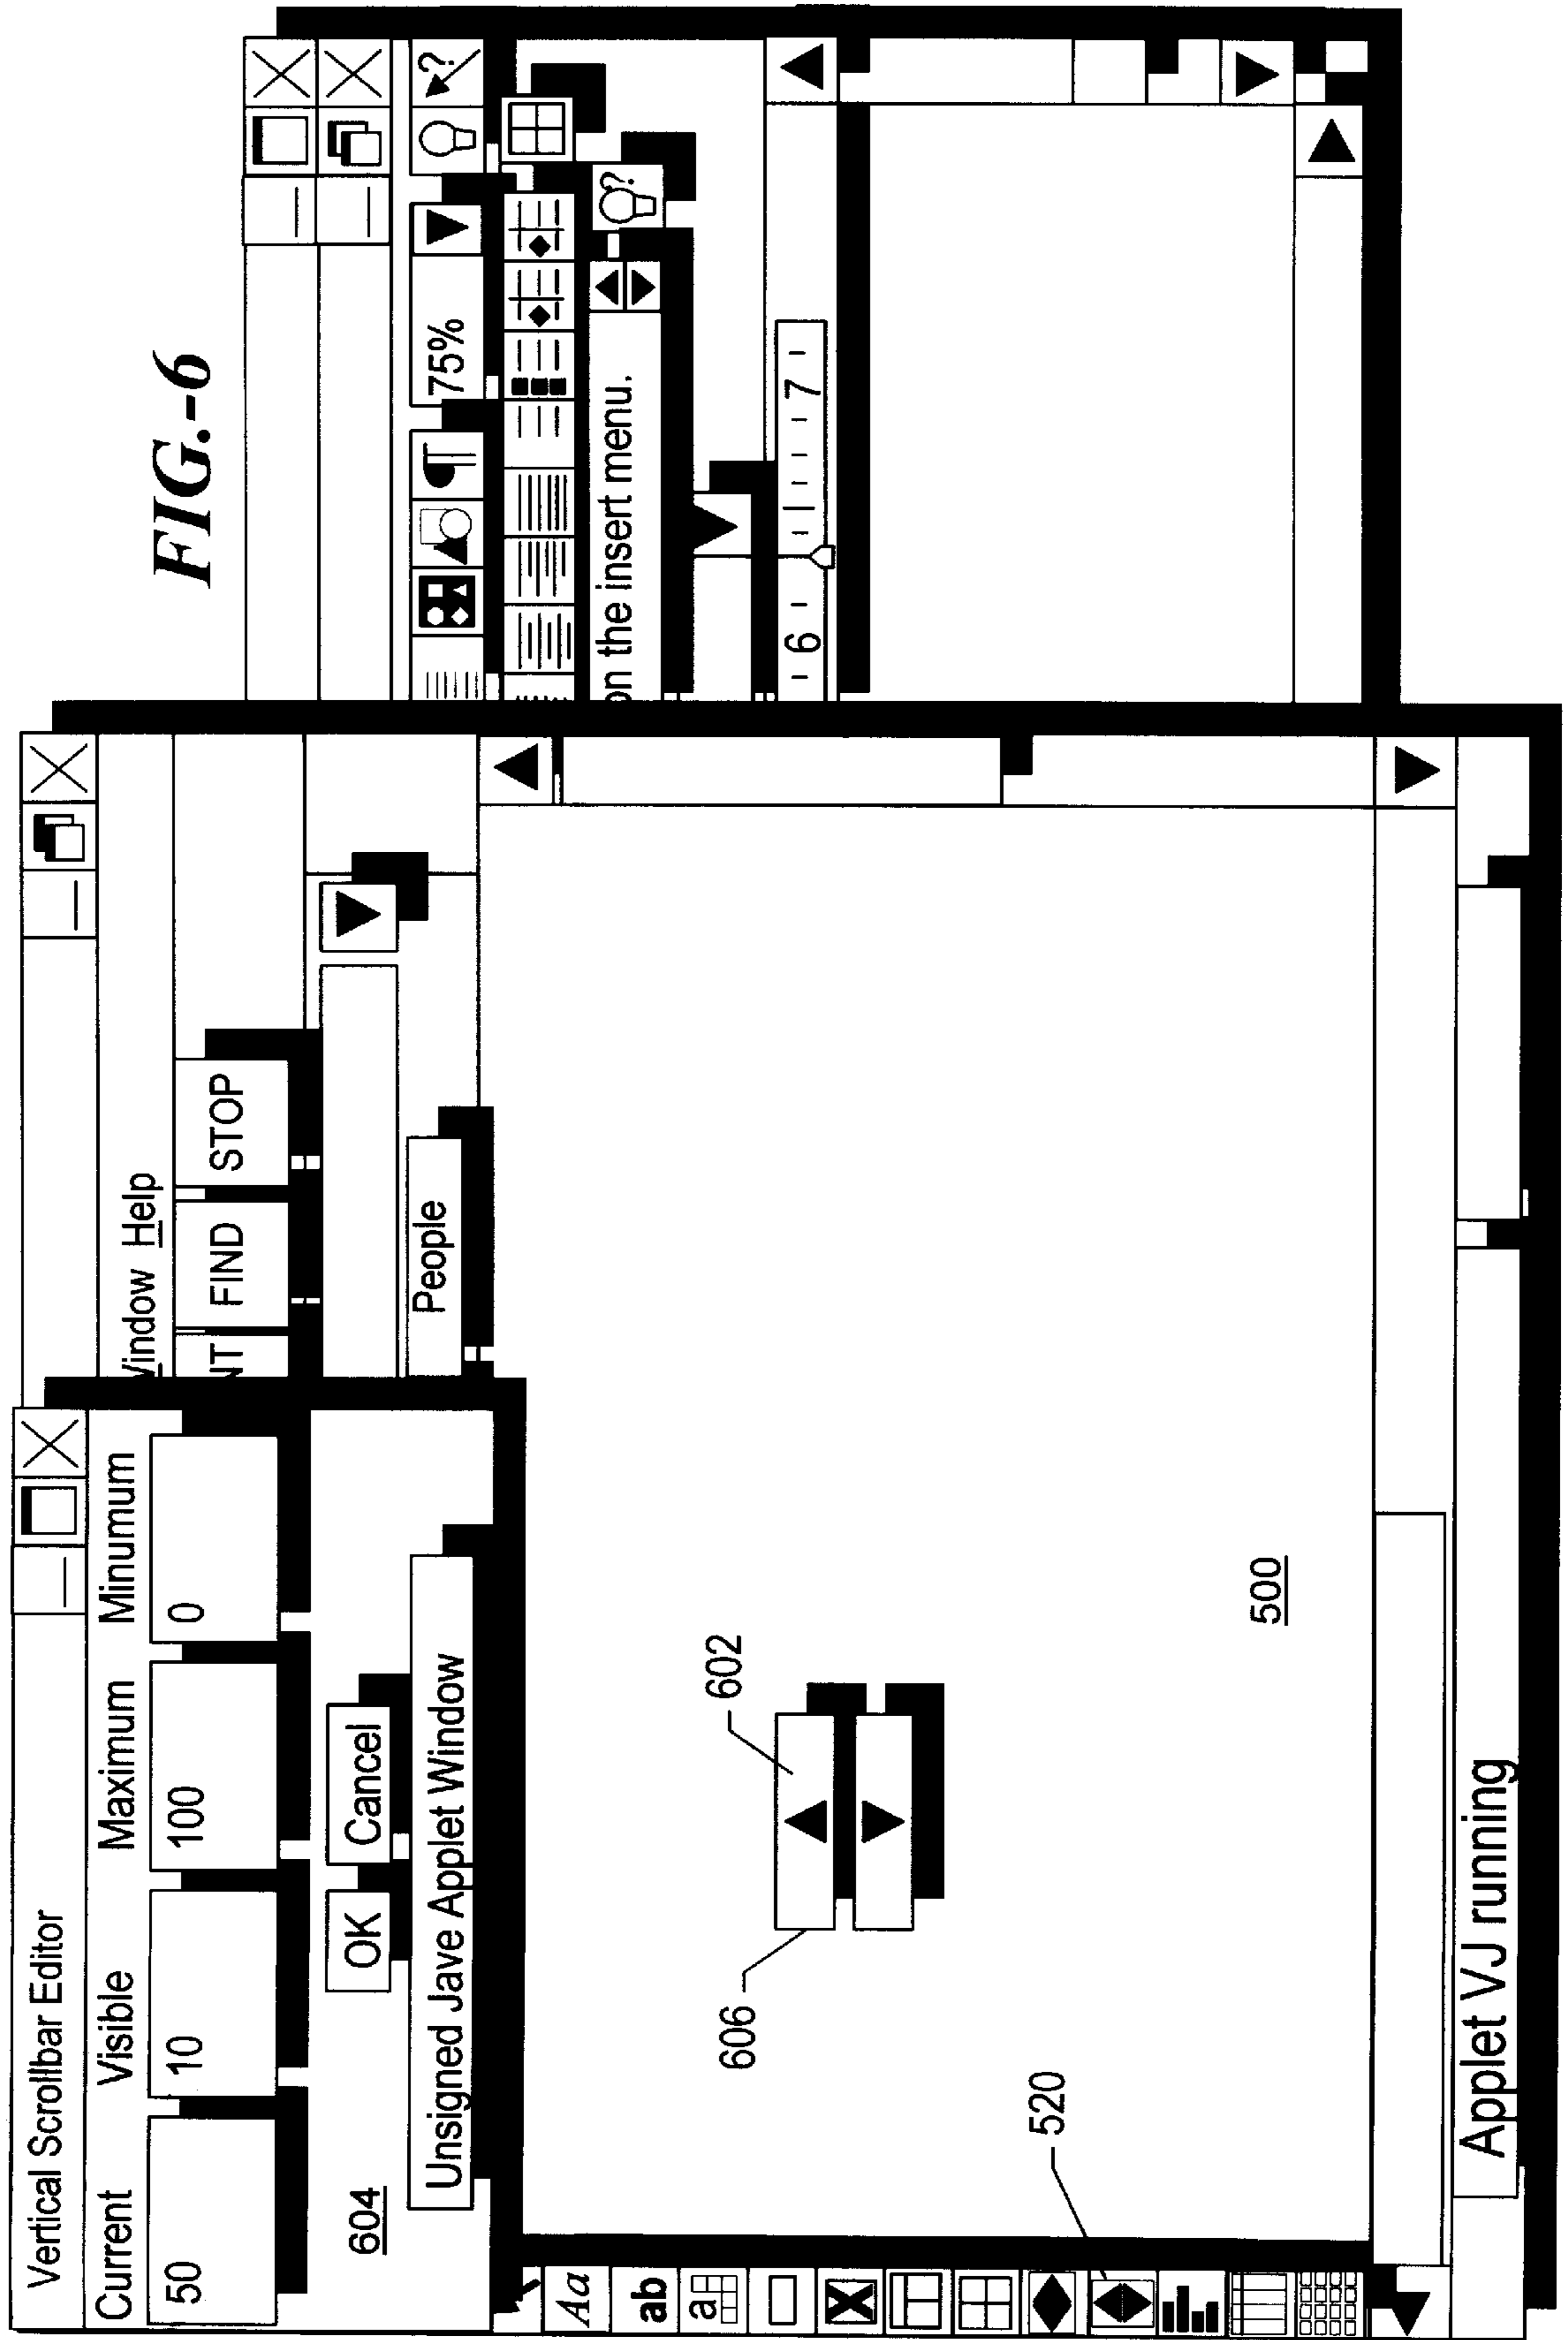 FIG.-6
Vertical Scrollbar Editor
Current Visible Maximum Minumum
50 10 100 0
604
OK Cancel
Unsigned Jave Applet Window
Vindow Help
NT FIND STOP
People
75%
on the insert menu.
6 7
Aa
ab
a
606
602
520
500
Applet VJ running